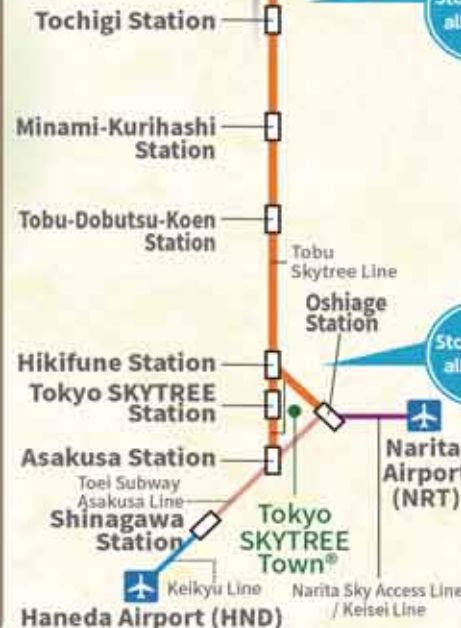 Tochigi Station
Minami-Kurihashi
Station
Tobu-Dobutsu-Koen
Station
Tobu
Skytree Line
Oshiage
Station
Hikifune Station
Tokyo SKYTREE
Station
Asakusa Station
Toei Subway
Asakusa Line
Shinagawa
Station
Tokyo
SKYTREE
Town®
Narita
Airport
(NRT)
Keikyu Line
Narita Sky Access Line
/ Keisei Line
Haneda Airport (HND)